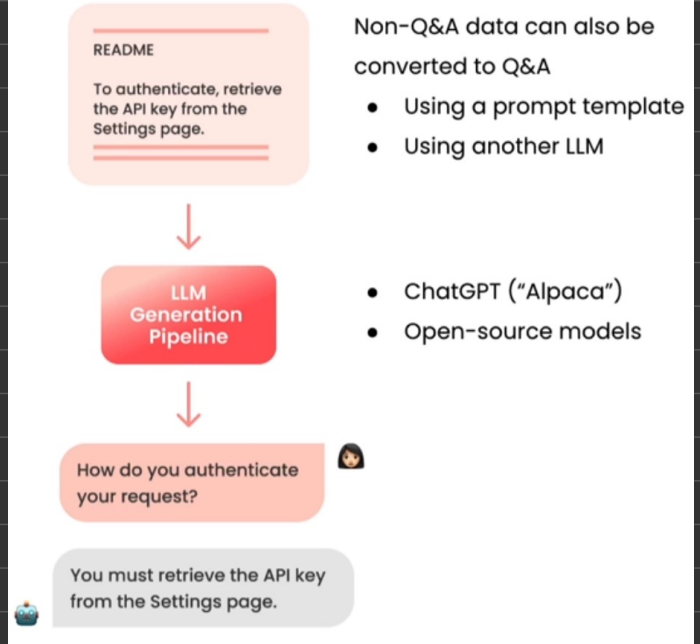 README
To authenticate, retrieve
the API key from the
Settings page.
Non-Q&A data can also be
converted to Q&A
● Using a prompt template
● Using another LLM
LLM
Generation
Pipeline
● ChatGPT (“Alpaca”)
● Open-source models
How do you authenticate
your request?
You must retrieve the API key
from the Settings page.